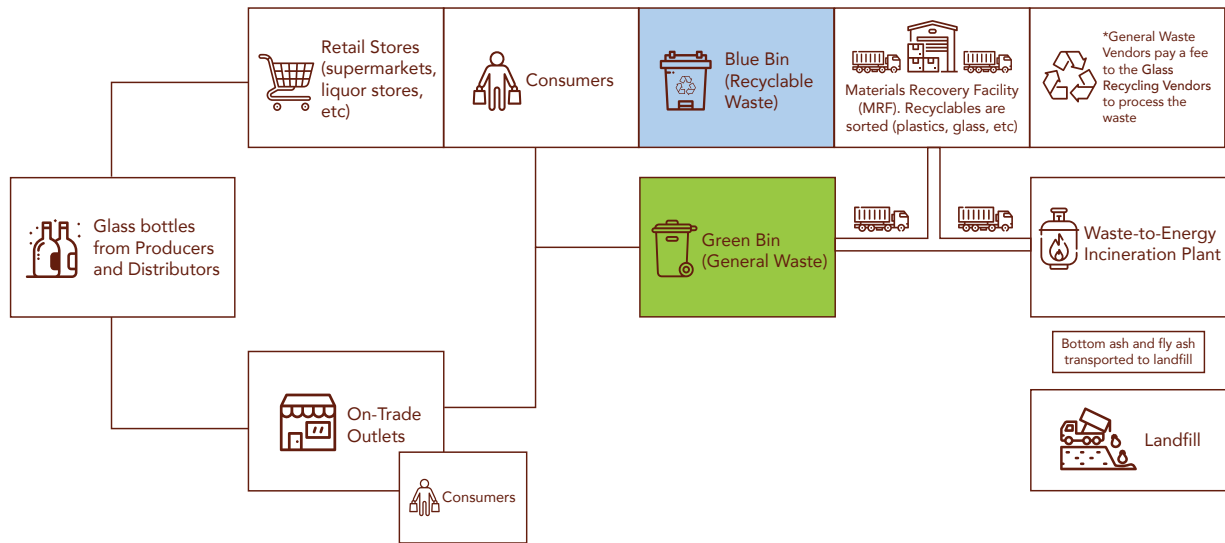 Retail Stores
(supermarkets,
liquor stores,
etc)
Consumers
Blue Bin
(Recyclable
Waste)
Materials Recovery Facility
(MRF). Recyclables are
sorted (plastics, glass, etc)
*General Waste
Vendors pay a fee
to the Glass
Recycling Vendors
to process the
waste
Glass bottles
from Producers
and Distributors
Green Bin
(General Waste)
Waste-to-Energy
Incineration Plant
Bottom ash and fly ash
transported to landfill
On-Trade
Outlets
Consumers
Landfill